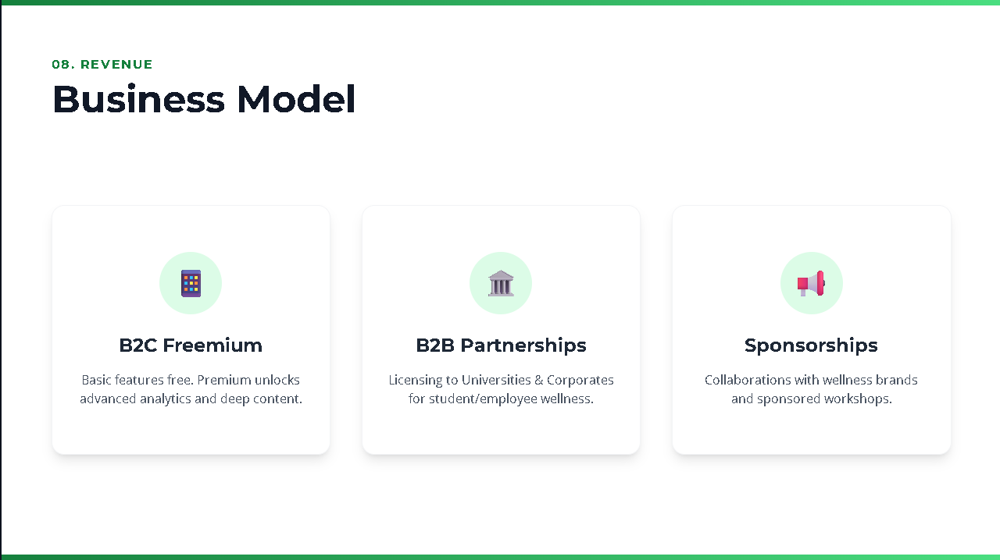 08. REVENUE
Business Model
B2C Freemium
Basic features free. Premium unlocks
advanced analytics and deep content.
B2B Partnerships
Licensing to Universities & Corporates
for student/employee wellness.
Sponsorships
Collaborations with wellness brands
and sponsored workshops.